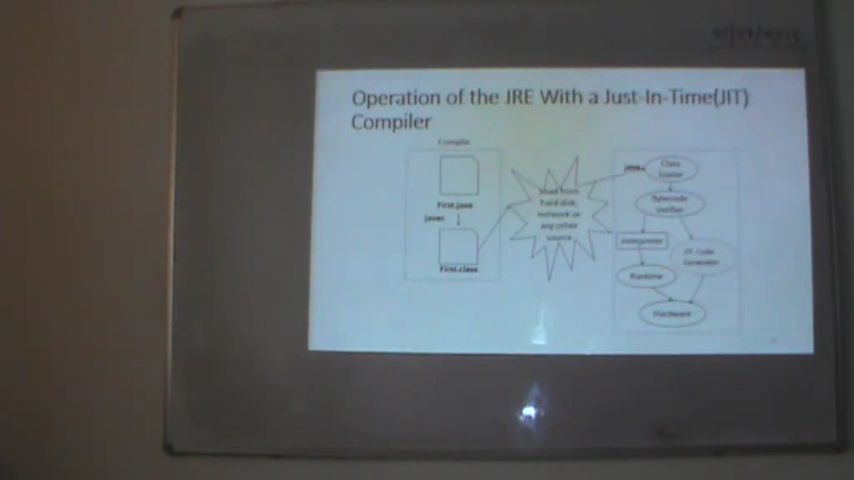 Operation of the JRE With a Just-In-Time(JIT)
Compiler
Compile
First.java
javac
First.class
Load from
hard disk,
network or
any other
source
java
Class
Loader
Bytecode
Verifier
Interpreter
JIT Code
Generator
Runtime
Hardware